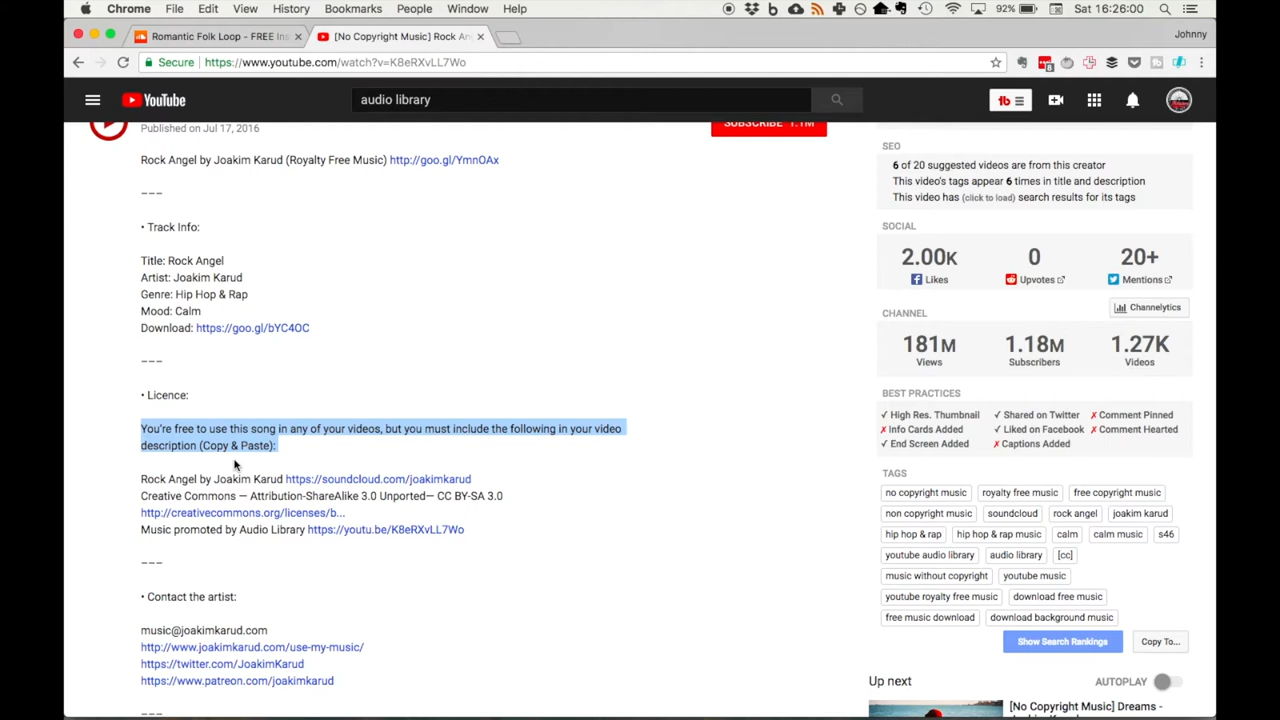 Chrome File Edit View History Bookmarks People Window Help 92% Sat 16:26:00
Romantic Folk Loop - FREE Ins [No Copyright Music] Rock An Johnny
Secure https://www.youtube.com/watch?v=K8eRXvLL7Wo
YouTube audio library
Published on Jul 17, 2016 SUBSCRIBE 1.1M
Rock Angel by Joakim Karud (Royalty Free Music) http://goo.gl/YmnOAx
---
• Track Info:
Title: Rock Angel
Artist: Joakim Karud
Genre: Hip Hop & Rap
Mood: Calm
Download: https://goo.gl/bYC4OC
---
• Licence:
You're free to use this song in any of your videos, but you must include the following in your video
description (Copy & Paste):
Rock Angel by Joakim Karud https://soundcloud.com/joakimkarud
Creative Commons — Attribution-ShareAlike 3.0 Unported— CC BY-SA 3.0
http://creativecommons.org/licenses/b...
Music promoted by Audio Library https://youtu.be/K8eRXvLL7Wo
---
• Contact the artist:
music@joakimkarud.com
http://www.joakimkarud.com/use-my-music/
https://twitter.com/JoakimKarud
https://www.patreon.com/joakimkarud
---
SEO
6 of 20 suggested videos are from this creator
This video's tags appear 6 times in title and description
This video has (click to load) search results for its tags
SOCIAL
2.00K 0 20+
Likes Upvotes Mentions
CHANNEL Channelytics
181M 1.18M 1.27K
Views Subscribers Videos
BEST PRACTICES
✓ High Res. Thumbnail ✓ Shared on Twitter ✗ Comment Pinned
✗ Info Cards Added ✓ Liked on Facebook ✗ Comment Hearted
✓ End Screen Added ✗ Captions Added
TAGS
no copyright music royalty free music free copyright music
non copyright music soundcloud rock angel joakim karud
hip hop & rap hip hop & rap music calm calm music s46
youtube audio library audio library [cc]
music without copyright youtube music
youtube royalty free music download free music
free music download download background music
Show Search Rankings Copy To...
Up next AUTOPLAY
[No Copyright Music] Dreams -